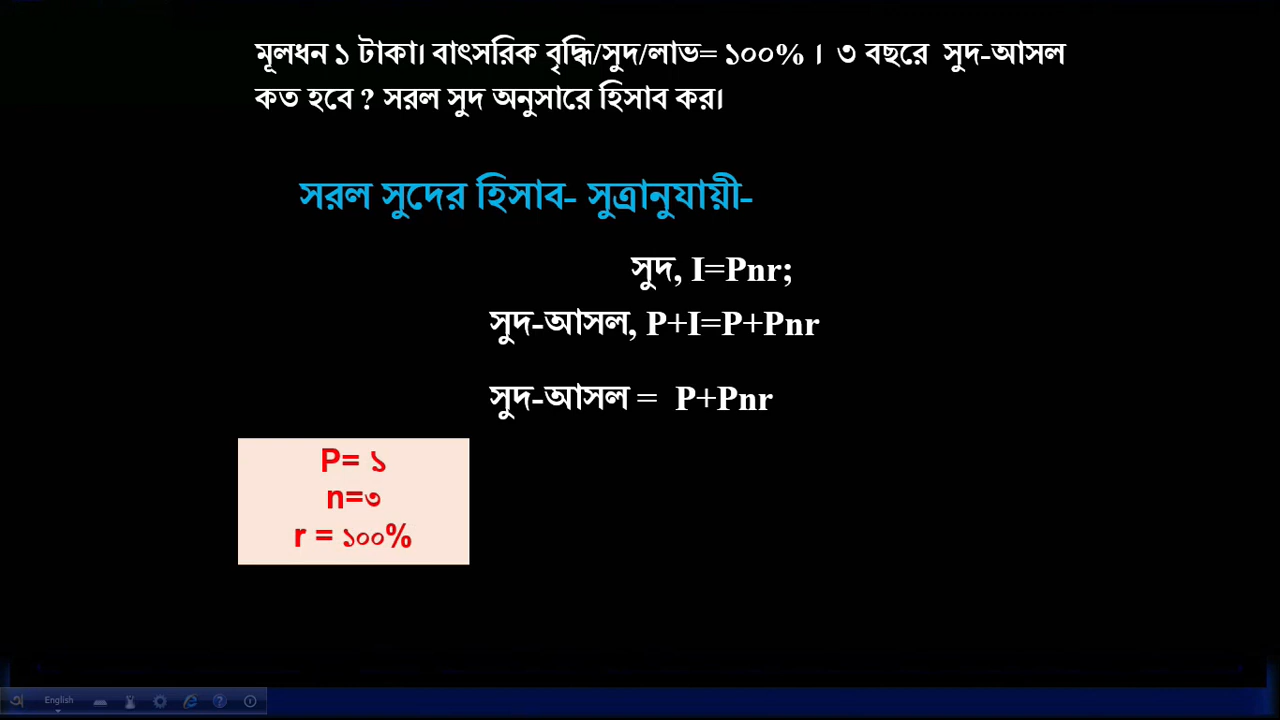 মূলধন ১ টাকা। বাৎসরিক বৃদ্ধি/সুদ/লাভ= ১০০% । ৩ বছরে সুদ-আসল
কত হবে ? সরল সুদ অনুসারে হিসাব কর।
সরল সুদের হিসাব- সুত্রানুযায়ী-
সুদ, I=Pnr;
সুদ-আসল, P+I=P+Pnr
সুদ-আসল = P+Pnr
P= ১
n=৩
r = ১০০%
English